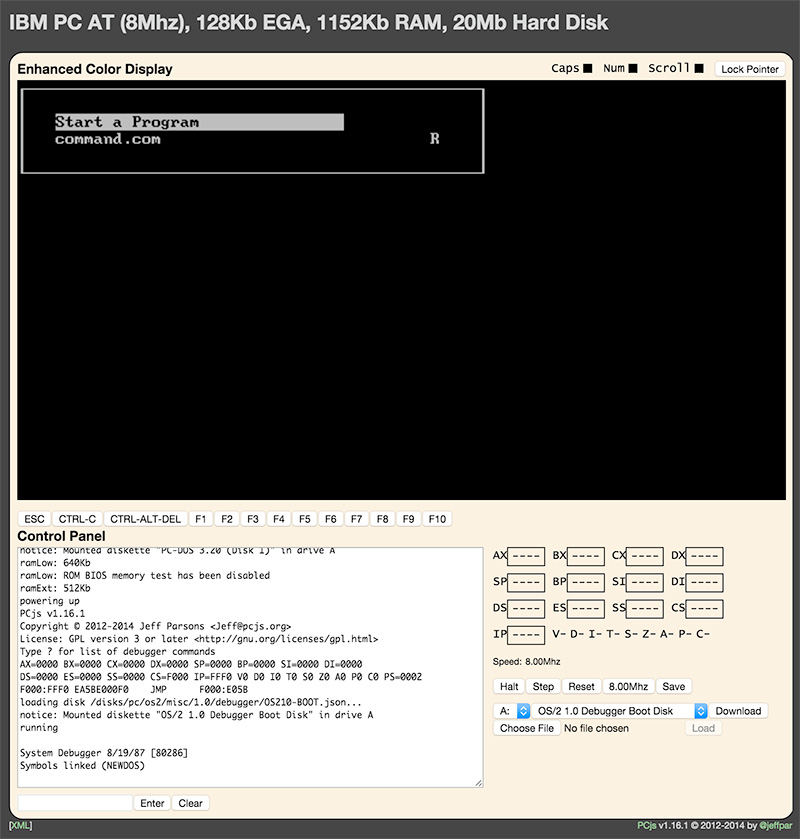 IBM PC AT (8Mhz), 128Kb EGA, 1152Kb RAM, 20Mb Hard Disk
Enhanced Color Display
Caps Num Scroll Lock Pointer
Start a Program
command.com R
ESC CTRL-C CTRL-ALT-DEL F1 F2 F3 F4 F5 F6 F7 F8 F9 F10
Control Panel
notice: Mounted diskette "PC-DOS 3.20 (Disk 1)" in drive A
ramLow: 640Kb
ramLow: ROM BIOS memory test has been disabled
ramExt: 512Kb
powering up
PCjs v1.16.1
Copyright © 2012-2014 Jeff Parsons <Jeff@pcjs.org>
License: GPL version 3 or later <http://gnu.org/licenses/gpl.html>
Type ? for list of debugger commands
AX=0000 BX=0000 CX=0000 DX=0000 SP=0000 BP=0000 SI=0000 DI=0000
DS=0000 ES=0000 SS=0000 CS=F000 IP=FFF0 V0 D0 I0 T0 S0 Z0 A0 P0 C0 PS=0002
F000:FFF0 EA5BE000F0 JMP F000:E05B
loading disk /disks/pc/os2/misc/1.0/debugger/OS210-BOOT.json...
notice: Mounted diskette "OS/2 1.0 Debugger Boot Disk" in drive A
running
System Debugger 8/19/87 [80286]
Symbols linked (NEWDOS)
Enter Clear
AX ---- BX ---- CX ---- DX ----
SP ---- BP ---- SI ---- DI ----
DS ---- ES ---- SS ---- CS ----
IP ---- V- D- I- T- S- Z- A- P- C-
Speed: 8.00Mhz
Halt Step Reset 8.00Mhz Save
A: OS/2 1.0 Debugger Boot Disk Download
Choose File No file chosen Load
[XML]
PCjs v1.16.1 © 2012-2014 by @jeffpar